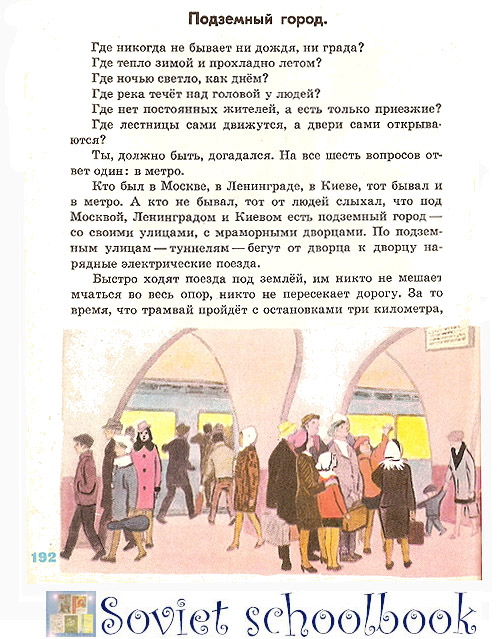 Подземный город.
Где никогда не бывает ни дождя, ни града?
Где тепло зимой и прохладно летом?
Где ночью светло, как днём?
Где река течёт над головой у людей?
Где нет постоянных жителей, а есть только приезжие?
Где лестницы сами движутся, а двери сами открыва-
ются?
Ты, должно быть, догадался. На все шесть вопросов от-
вет один: в метро.
Кто был в Москве, в Ленинграде, в Киеве, тот бывал и
в метро. А кто не бывал, тот от людей слыхал, что под
Москвой, Ленинградом и Киевом есть подземный город —
со своими улицами, с мраморными дворцами. По подзем-
ным улицам — туннелям — бегут от дворца к дворцу на-
рядные электрические поезда.
Быстро ходят поезда под землёй, им никто не мешает
мчаться во весь опор, никто не пересекает дорогу. За то
время, что трамвай пройдёт с остановками три километра,
192
Soviet schoolbook